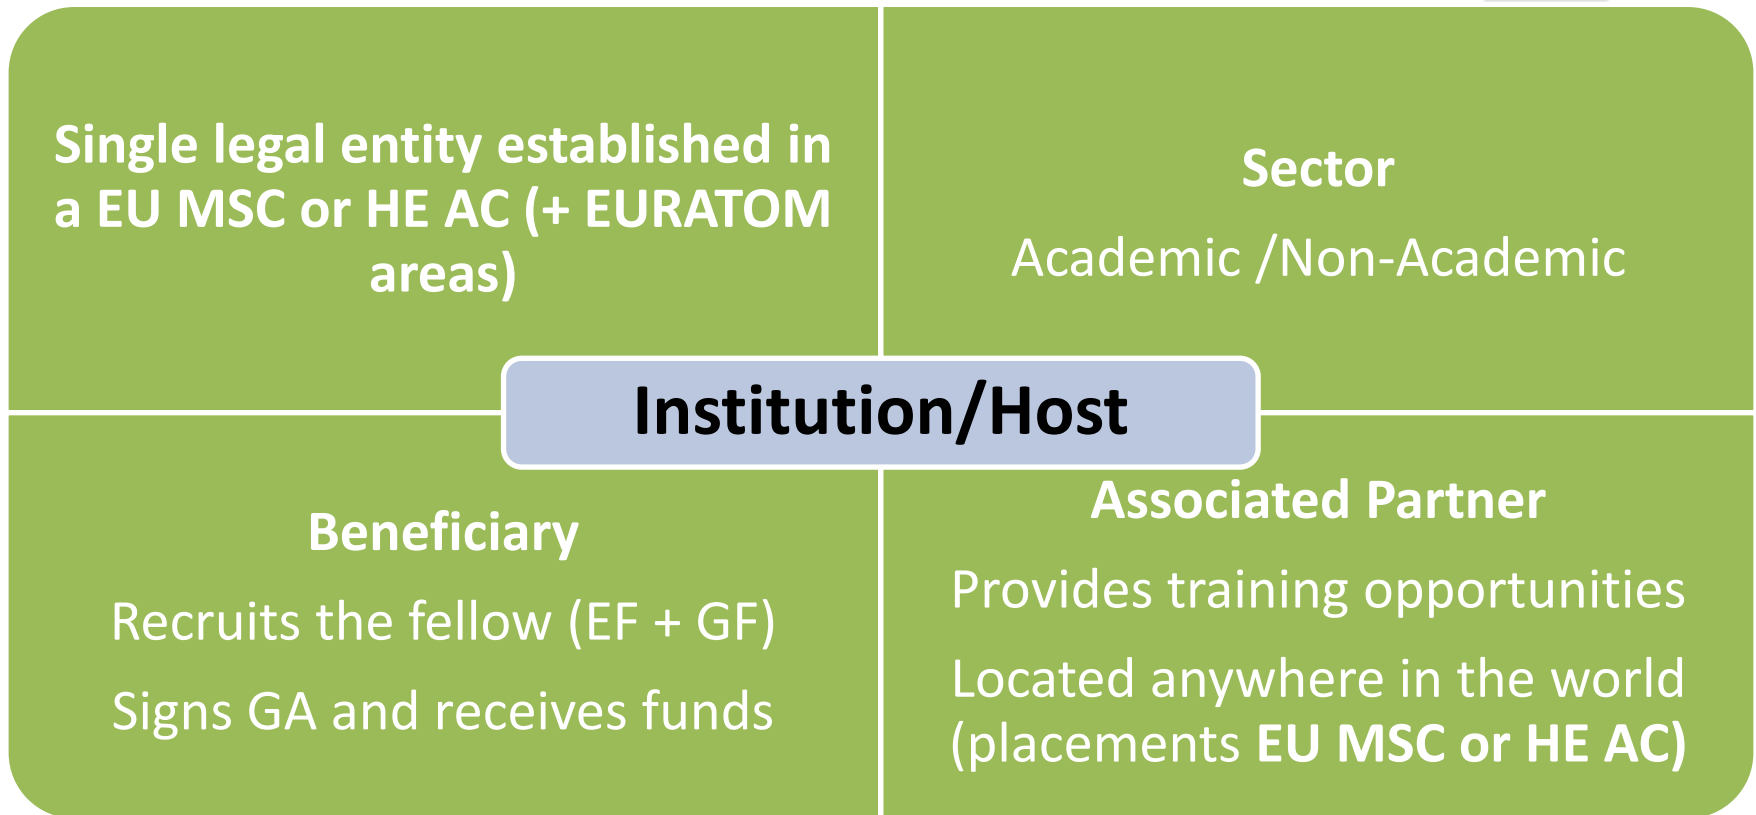 Single legal entity established in
a EU MSC or HE AC (+ EURATOM
areas)
Sector
Academic /Non-Academic
Institution/Host
Beneficiary
Recruits the fellow (EF + GF)
Signs GA and receives funds
Associated Partner
Provides training opportunities
Located anywhere in the world
(placements EU MSC or HE AC)